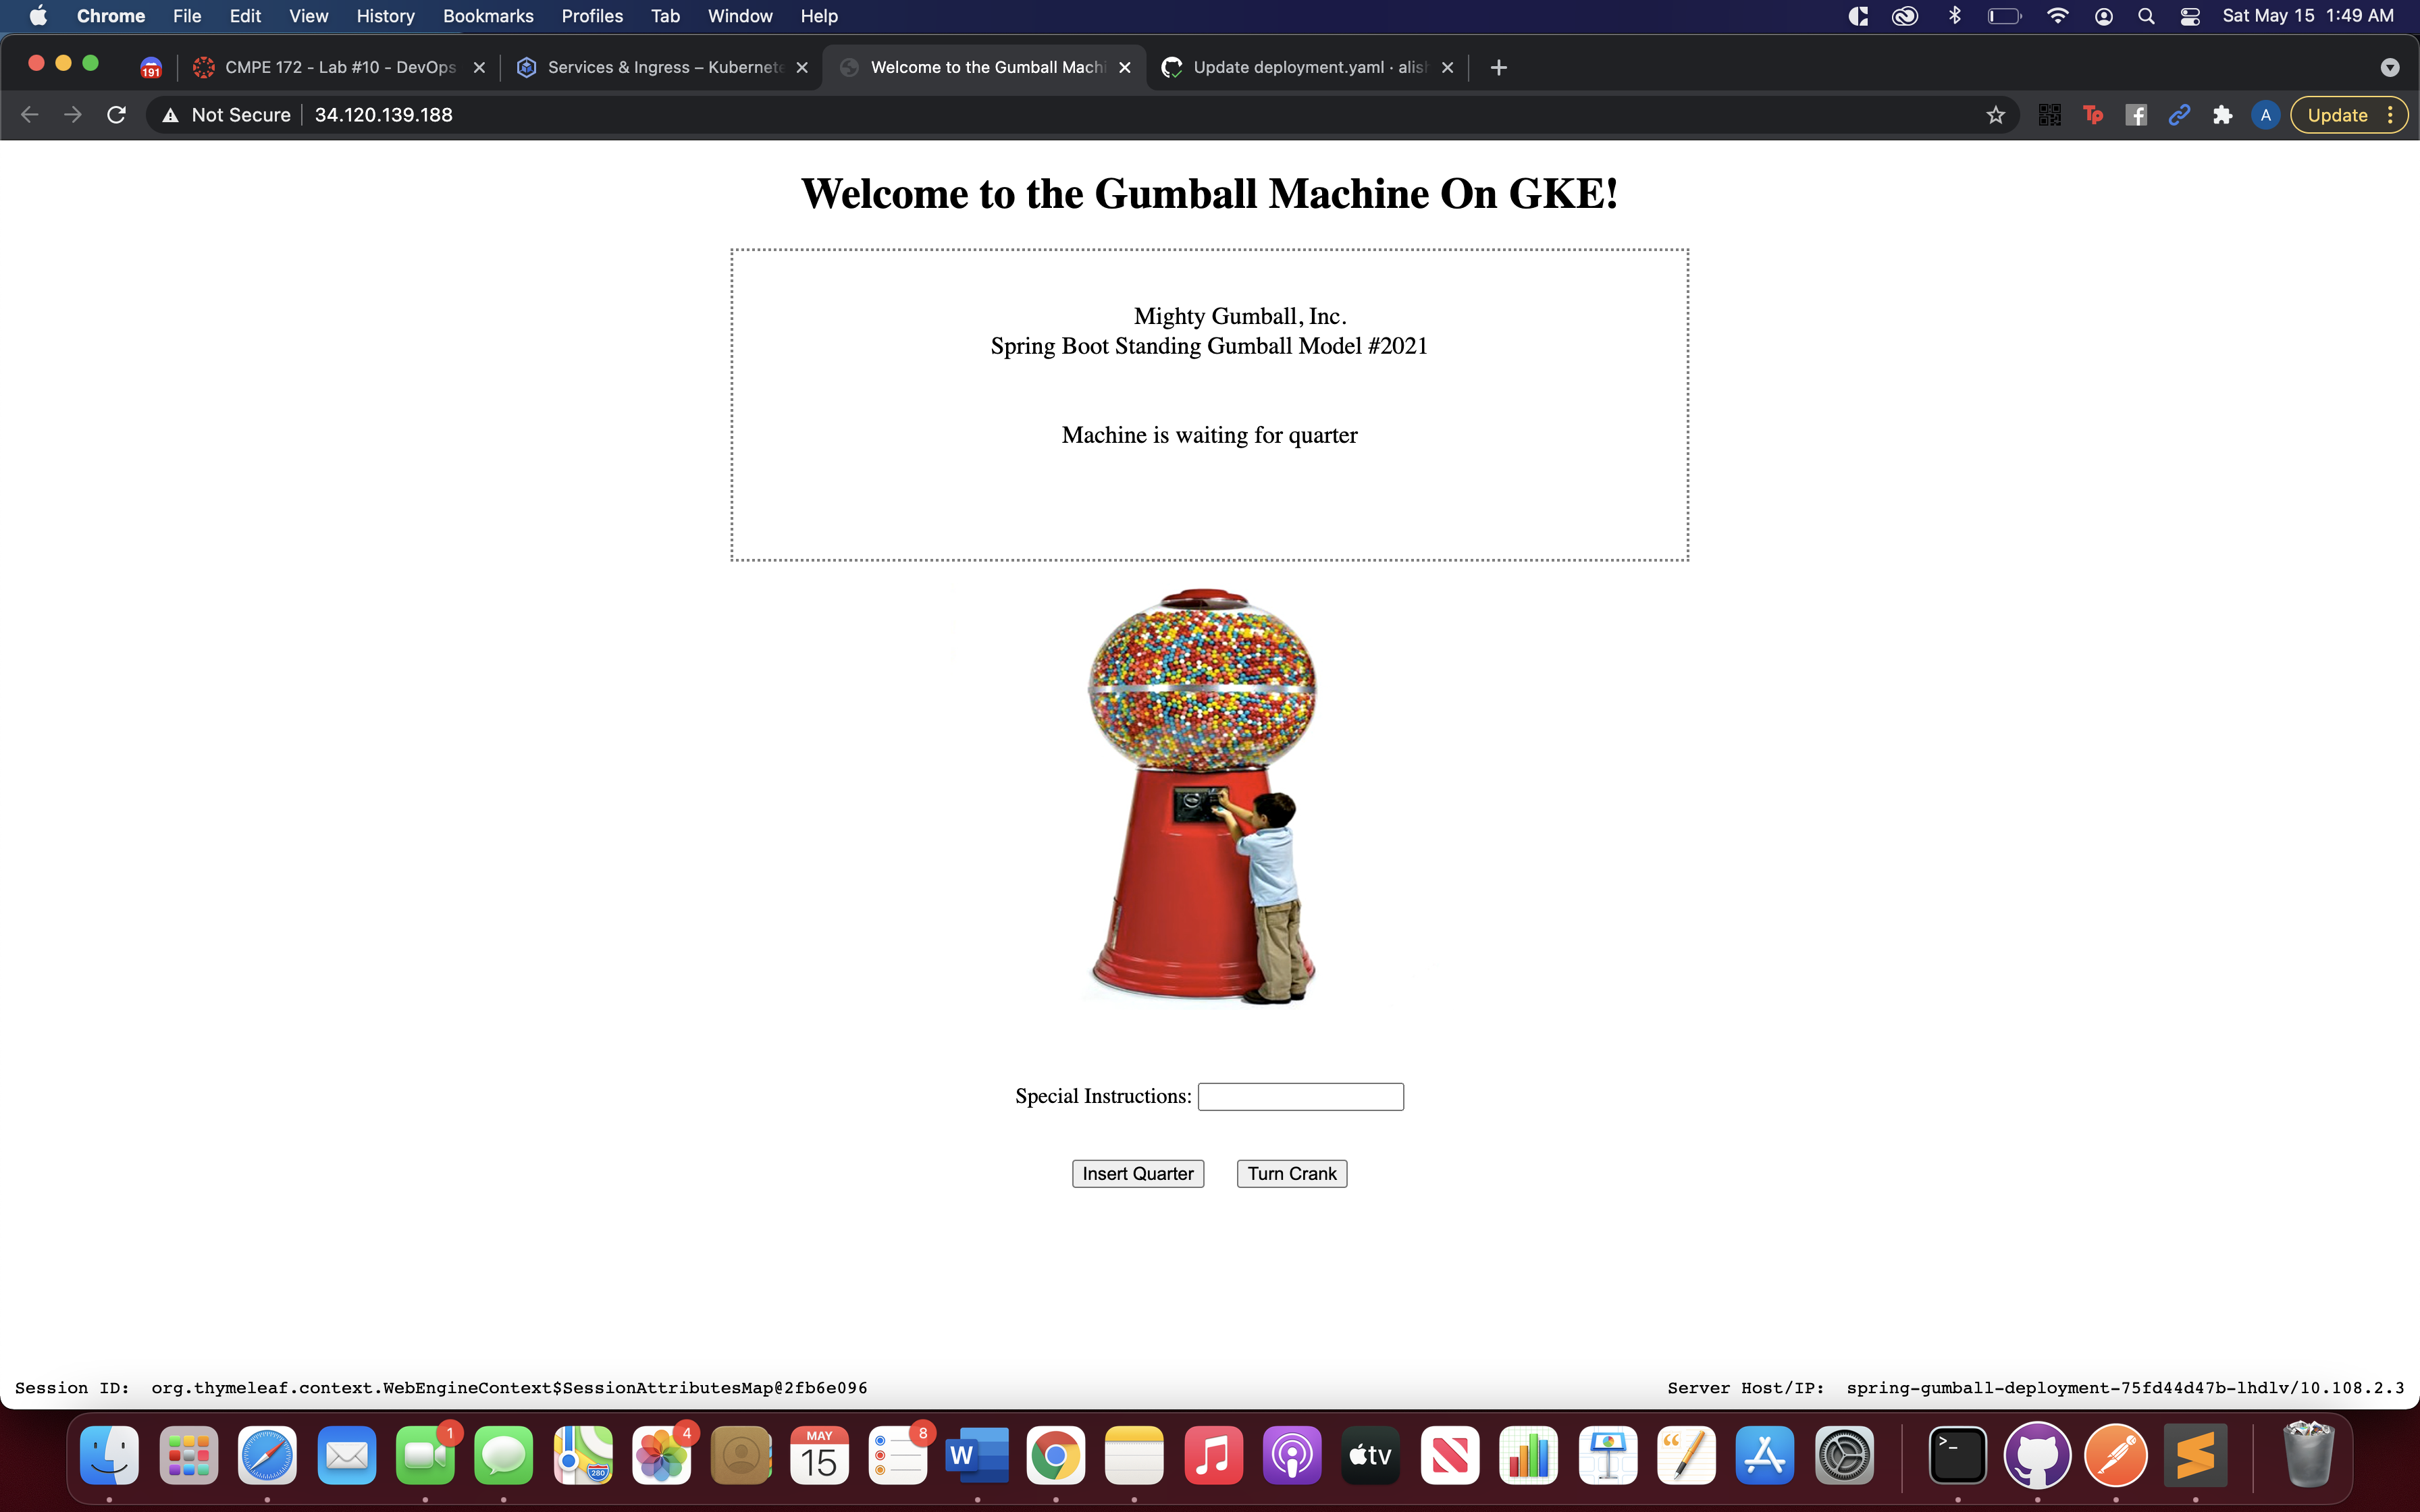 Chrome File Edit View History Bookmarks Profiles Tab Window Help Sat May 15 1:49 AM
191 CMPE 172 - Lab #10 - DevOps Services & Ingress – Kubernete Welcome to the Gumball Machi Update deployment.yaml · alis
Not Secure 34.120.139.188 Tp f A Update
Welcome to the Gumball Machine On GKE!
Mighty Gumball, Inc.
Spring Boot Standing Gumball Model #2021
Machine is waiting for quarter
Special Instructions:
Insert Quarter Turn Crank
Session ID: org.thymeleaf.context.WebEngineContext$SessionAttributesMap@2fb6e096 Server Host/IP: spring-gumball-deployment-75fd44d47b-lhdlv/10.108.2.3
1 4 MAY 8
280 15 W tv >_